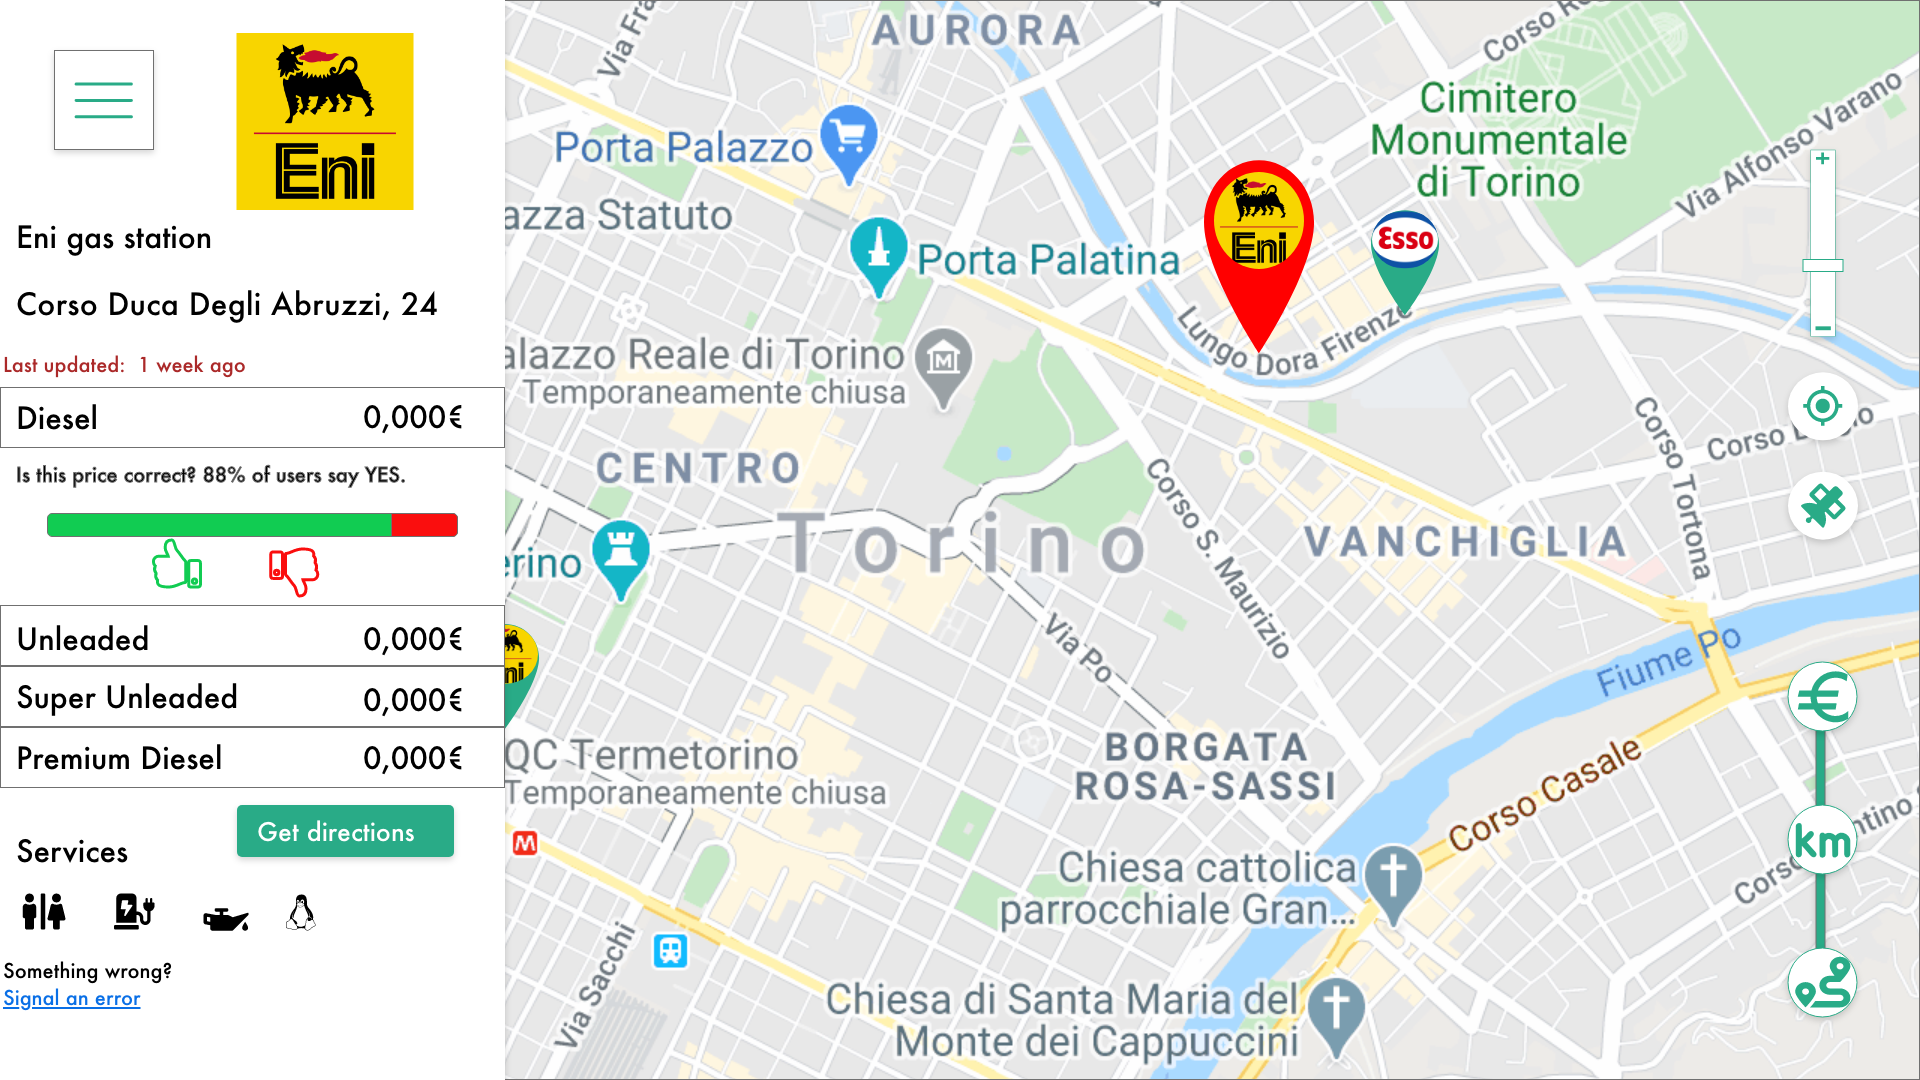 Eni
Eni gas station
Corso Duca Degli Abruzzi, 24
Last updated: 1 week ago
Diesel 0,000€
Is this price correct? 88% of users say YES.
Unleaded 0,000€
Super Unleaded 0,000€
Premium Diesel 0,000€
Services
Get directions
Something wrong?
Signal an error
AURORA
Via Fra
Corso Ro
Cimitero
Monumentale
di Torino
Via Alfonso Varano
Porta Palazzo
azza Statuto
Porta Palatina
Eni
Esso
Lungo Dora Firenze
alazzo Reale di Torino
Temporaneamente chiusa
CENTRO
Torino
erino
Corso S. Maurizio
VANCHIGLIA
Corso Tortona
Corso
Via Po
Fiume Po
ni
QC Termetorino
Temporaneamente chiusa
BORGATA
ROSA-SASSI
Corso Casale
M
Chiesa cattolica
parrocchiale Gran...
Via Sacchi
Chiesa di Santa Maria del
Monte dei Cappuccini
Corso
ntino
+
−
€
km